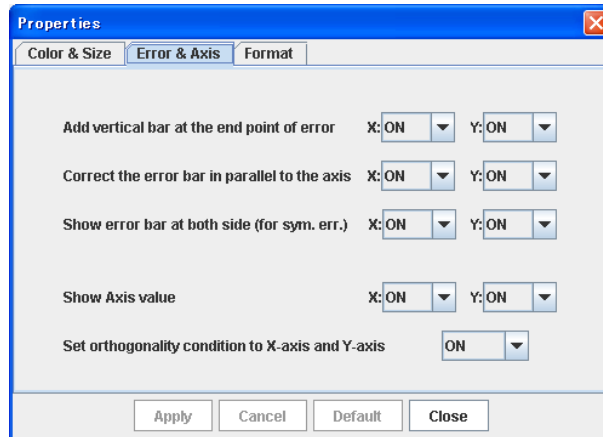 Properties
Color & Size Error & Axis Format
Add vertical bar at the end point of error X: ON Y: ON
Correct the error bar in parallel to the axis X: ON Y: ON
Show error bar at both side (for sym. err.) X: ON Y: ON
Show Axis value X: ON Y: ON
Set orthogonality condition to X-axis and Y-axis ON
Apply Cancel Default Close